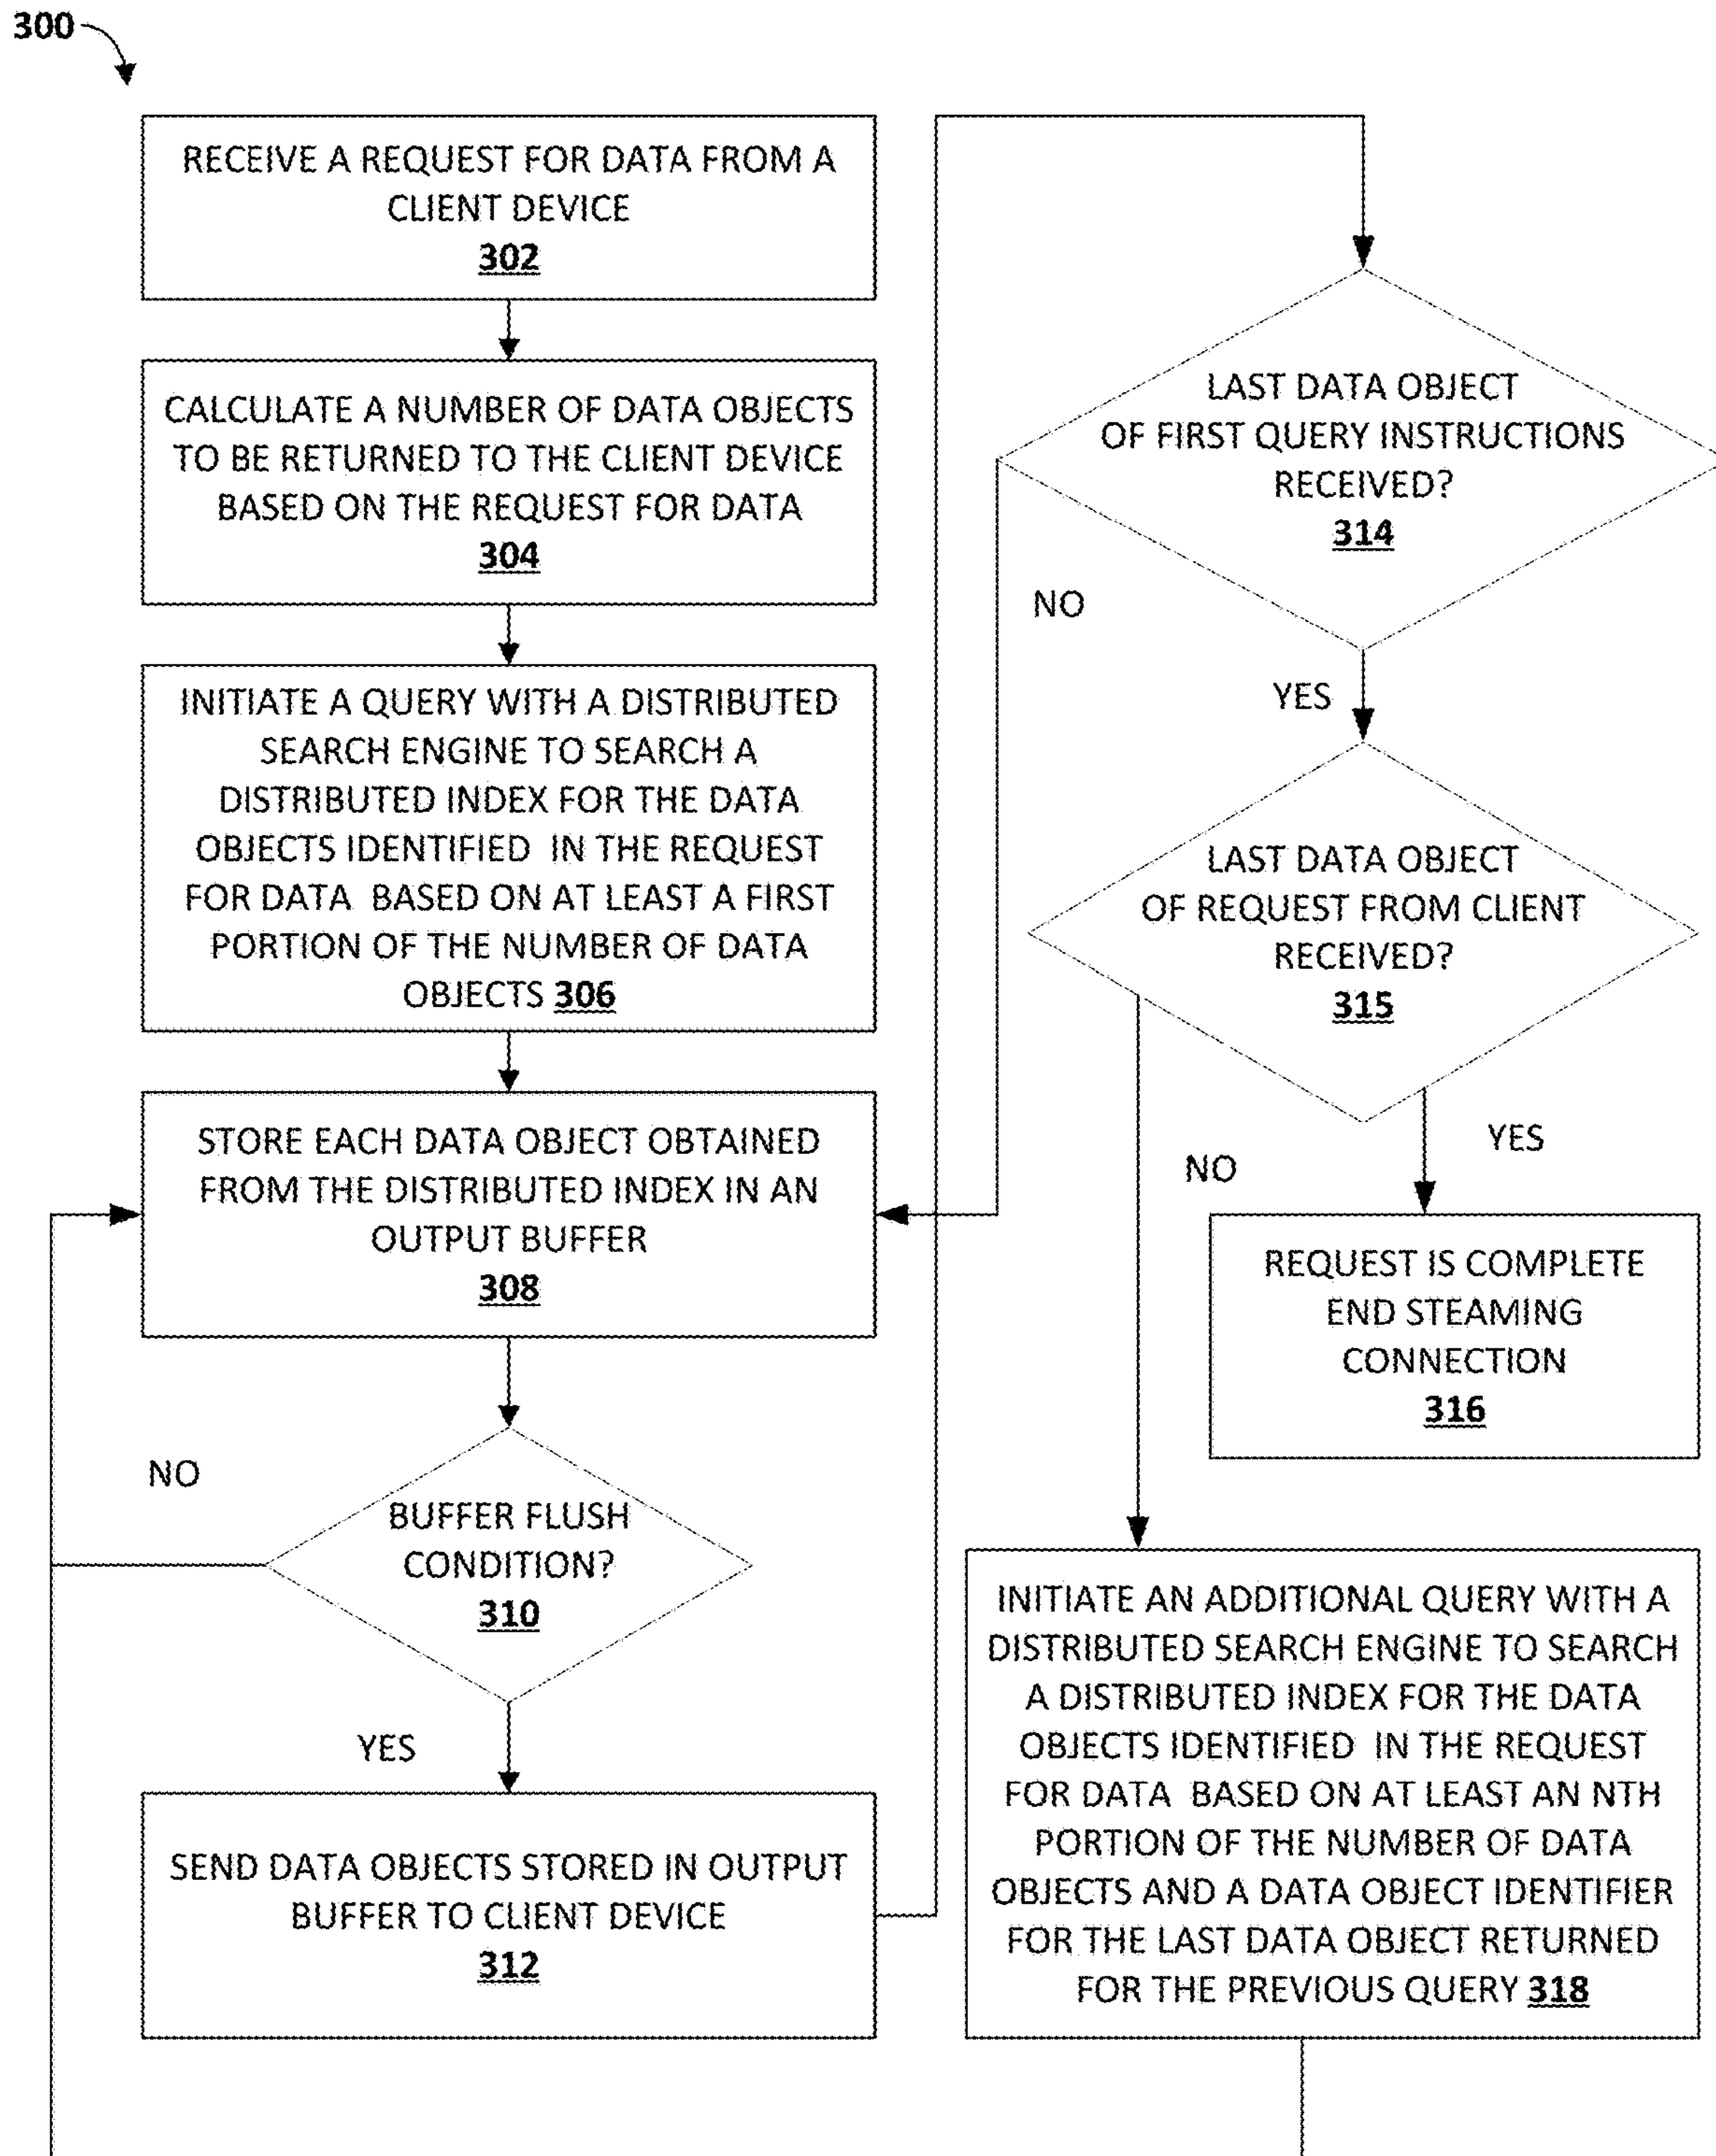 300
RECEIVE A REQUEST FOR DATA FROM A
CLIENT DEVICE
302
CALCULATE A NUMBER OF DATA OBJECTS
TO BE RETURNED TO THE CLIENT DEVICE
BASED ON THE REQUEST FOR DATA
304
INITIATE A QUERY WITH A DISTRIBUTED
SEARCH ENGINE TO SEARCH A
DISTRIBUTED INDEX FOR THE DATA
OBJECTS IDENTIFIED IN THE REQUEST
FOR DATA BASED ON AT LEAST A FIRST
PORTION OF THE NUMBER OF DATA
OBJECTS 306
STORE EACH DATA OBJECT OBTAINED
FROM THE DISTRIBUTED INDEX IN AN
OUTPUT BUFFER
308
NO
BUFFER FLUSH
CONDITION?
310
YES
SEND DATA OBJECTS STORED IN OUTPUT
BUFFER TO CLIENT DEVICE
312
LAST DATA OBJECT
OF FIRST QUERY INSTRUCTIONS
RECEIVED?
314
NO
YES
LAST DATA OBJECT
OF REQUEST FROM CLIENT
RECEIVED?
315
YES
NO
REQUEST IS COMPLETE
END STEAMING
CONNECTION
316
INITIATE AN ADDITIONAL QUERY WITH A
DISTRIBUTED SEARCH ENGINE TO SEARCH
A DISTRIBUTED INDEX FOR THE DATA
OBJECTS IDENTIFIED IN THE REQUEST
FOR DATA BASED ON AT LEAST AN NTH
PORTION OF THE NUMBER OF DATA
OBJECTS AND A DATA OBJECT IDENTIFIER
FOR THE LAST DATA OBJECT RETURNED
FOR THE PREVIOUS QUERY 318